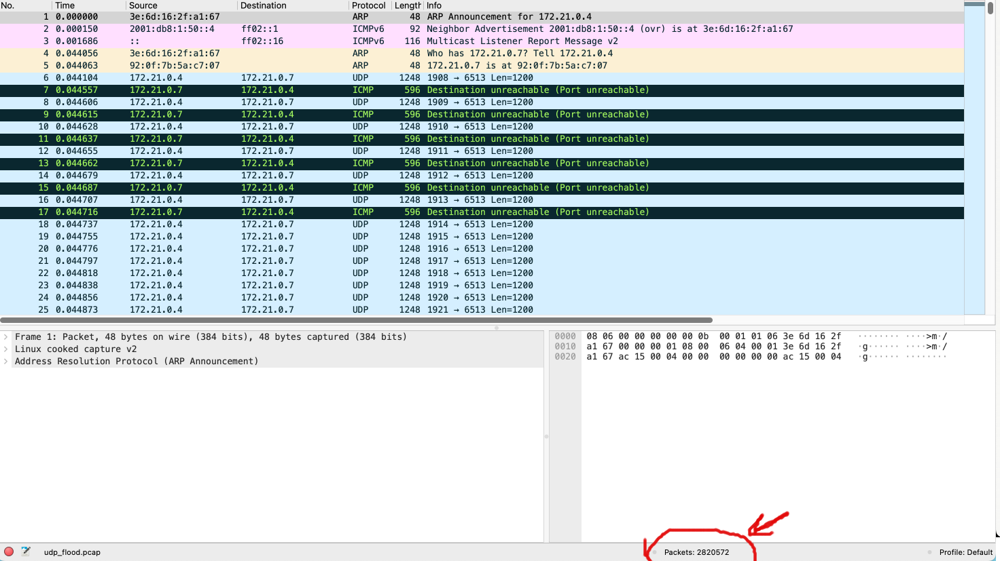 No. Time Source Destination Protocol Length Info
1 0.000000 3e:6d:16:2f:a1:67 ARP 48 ARP Announcement for 172.21.0.4
2 0.000150 2001:db8:1:50::4 ff02::1 ICMPv6 92 Neighbor Advertisement 2001:db8:1:50::4 (ovr) is at 3e:6d:16:2f:a1:67
3 0.001686 :: ff02::16 ICMPv6 116 Multicast Listener Report Message v2
4 0.044056 3e:6d:16:2f:a1:67 ARP 48 Who has 172.21.0.7? Tell 172.21.0.4
5 0.044063 92:0f:7b:5a:c7:07 ARP 48 172.21.0.7 is at 92:0f:7b:5a:c7:07
6 0.044104 172.21.0.4 172.21.0.7 UDP 1248 1908 → 6513 Len=1200
7 0.044557 172.21.0.7 172.21.0.4 ICMP 596 Destination unreachable (Port unreachable)
8 0.044606 172.21.0.4 172.21.0.7 UDP 1248 1909 → 6513 Len=1200
9 0.044615 172.21.0.7 172.21.0.4 ICMP 596 Destination unreachable (Port unreachable)
10 0.044628 172.21.0.4 172.21.0.7 UDP 1248 1910 → 6513 Len=1200
11 0.044637 172.21.0.7 172.21.0.4 ICMP 596 Destination unreachable (Port unreachable)
12 0.044655 172.21.0.4 172.21.0.7 UDP 1248 1911 → 6513 Len=1200
13 0.044662 172.21.0.7 172.21.0.4 ICMP 596 Destination unreachable (Port unreachable)
14 0.044679 172.21.0.4 172.21.0.7 UDP 1248 1912 → 6513 Len=1200
15 0.044687 172.21.0.7 172.21.0.4 ICMP 596 Destination unreachable (Port unreachable)
16 0.044707 172.21.0.4 172.21.0.7 UDP 1248 1913 → 6513 Len=1200
17 0.044716 172.21.0.7 172.21.0.4 ICMP 596 Destination unreachable (Port unreachable)
18 0.044737 172.21.0.4 172.21.0.7 UDP 1248 1914 → 6513 Len=1200
19 0.044755 172.21.0.4 172.21.0.7 UDP 1248 1915 → 6513 Len=1200
20 0.044776 172.21.0.4 172.21.0.7 UDP 1248 1916 → 6513 Len=1200
21 0.044797 172.21.0.4 172.21.0.7 UDP 1248 1917 → 6513 Len=1200
22 0.044818 172.21.0.4 172.21.0.7 UDP 1248 1918 → 6513 Len=1200
23 0.044838 172.21.0.4 172.21.0.7 UDP 1248 1919 → 6513 Len=1200
24 0.044856 172.21.0.4 172.21.0.7 UDP 1248 1920 → 6513 Len=1200
25 0.044873 172.21.0.4 172.21.0.7 UDP 1248 1921 → 6513 Len=1200
Frame 1: Packet, 48 bytes on wire (384 bits), 48 bytes captured (384 bits)
Linux cooked capture v2
Address Resolution Protocol (ARP Announcement)
0000 08 06 00 00 00 00 00 0b 00 01 01 06 3e 6d 16 2f ········ ····>m·/
0010 a1 67 00 00 00 01 08 00 06 04 00 01 3e 6d 16 2f ·g······ ····>m·/
0020 a1 67 ac 15 00 04 00 00 00 00 00 00 ac 15 00 04 ·g······ ········
udp_flood.pcap
Packets: 2820572
Profile: Default